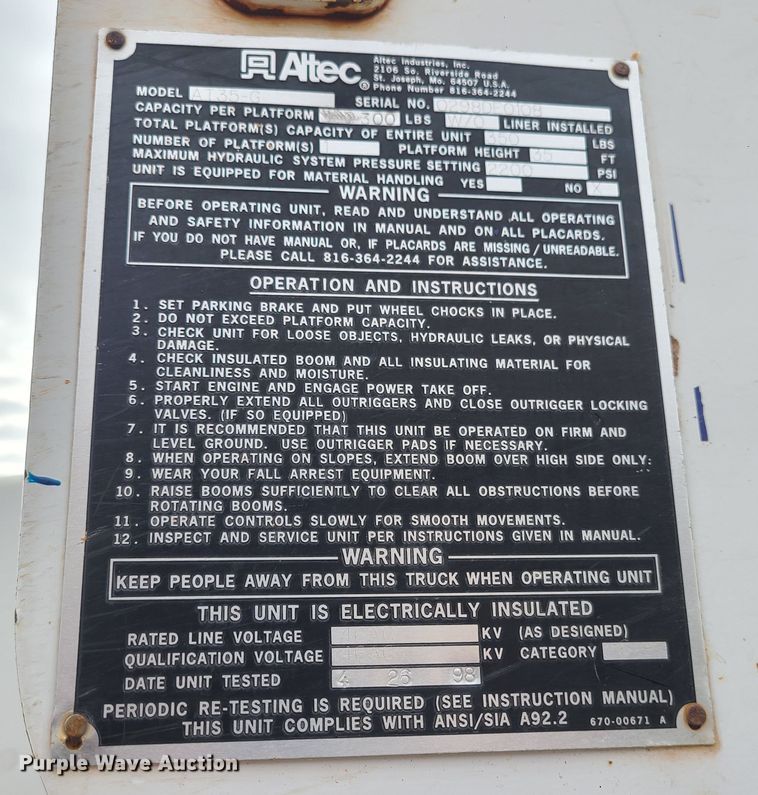 Altec
®
Altec Industries, Inc.
2106 So. Riverside Road
St. Joseph, Mo. 64507 U.S.A.
Phone Number 816-364-2244
MODEL AT35-G SERIAL NO. 0298DF0108
CAPACITY PER PLATFORM 300 LBS W/O LINER INSTALLED
TOTAL PLATFORM(S) CAPACITY OF ENTIRE UNIT 350 LBS
NUMBER OF PLATFORM(S) 1 PLATFORM HEIGHT 35 FT
MAXIMUM HYDRAULIC SYSTEM PRESSURE SETTING 2200 PSI
UNIT IS EQUIPPED FOR MATERIAL HANDLING YES NO X
WARNING
BEFORE OPERATING UNIT, READ AND UNDERSTAND ALL OPERATING
AND SAFETY INFORMATION IN MANUAL AND ON ALL PLACARDS.
IF YOU DO NOT HAVE MANUAL OR, IF PLACARDS ARE MISSING/UNREADABLE.
PLEASE CALL 816-364-2244 FOR ASSISTANCE.
OPERATION AND INSTRUCTIONS
1. SET PARKING BRAKE AND PUT WHEEL CHOCKS IN PLACE.
2. DO NOT EXCEED PLATFORM CAPACITY.
3. CHECK UNIT FOR LOOSE OBJECTS, HYDRAULIC LEAKS, OR PHYSICAL
DAMAGE.
4. CHECK INSULATED BOOM AND ALL INSULATING MATERIAL FOR
CLEANLINESS AND MOISTURE.
5. START ENGINE AND ENGAGE POWER TAKE OFF.
6. PROPERLY EXTEND ALL OUTRIGGERS AND CLOSE OUTRIGGER LOCKING
VALVES. (IF SO EQUIPPED)
7. IT IS RECOMMENDED THAT THIS UNIT BE OPERATED ON FIRM AND
LEVEL GROUND. USE OUTRIGGER PADS IF NECESSARY.
8. WHEN OPERATING ON SLOPES, EXTEND BOOM OVER HIGH SIDE ONLY:
9. WEAR YOUR FALL ARREST EQUIPMENT.
10. RAISE BOOMS SUFFICIENTLY TO CLEAR ALL OBSTRUCTIONS BEFORE
ROTATING BOOMS.
11. OPERATE CONTROLS SLOWLY FOR SMOOTH MOVEMENTS.
12. INSPECT AND SERVICE UNIT PER INSTRUCTIONS GIVEN IN MANUAL.
WARNING
KEEP PEOPLE AWAY FROM THIS TRUCK WHEN OPERATING UNIT
THIS UNIT IS ELECTRICALLY INSULATED
RATED LINE VOLTAGE KV (AS DESIGNED)
QUALIFICATION VOLTAGE KV CATEGORY
DATE UNIT TESTED 4 26 98
PERIODIC RE-TESTING IS REQUIRED (SEE INSTRUCTION MANUAL)
THIS UNIT COMPLIES WITH ANSI/SIA A92.2 670-00671 A
Purple Wave Auction